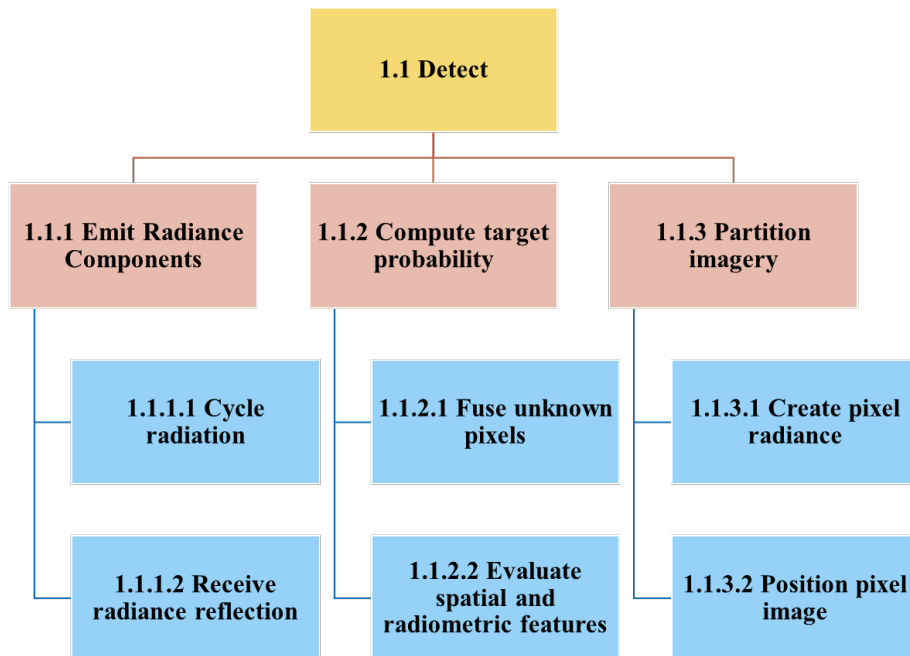 1.1 Detect
1.1.1 Emit Radiance
Components
1.1.2 Compute target
probability
1.1.3 Partition
imagery
1.1.1.1 Cycle
radiation
1.1.2.1 Fuse unknown
pixels
1.1.3.1 Create pixel
radiance
1.1.1.2 Receive
radiance reflection
1.1.2.2 Evaluate
spatial and
radiometric features
1.1.3.2 Position pixel
image